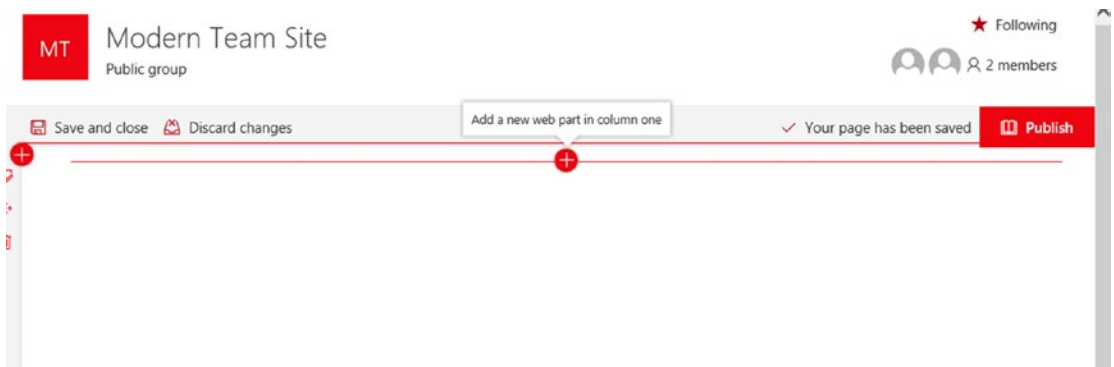 MT
Modern Team Site
Public group
Following
2 members
Save and close
Discard changes
Add a new web part in column one
Your page has been saved
Publish